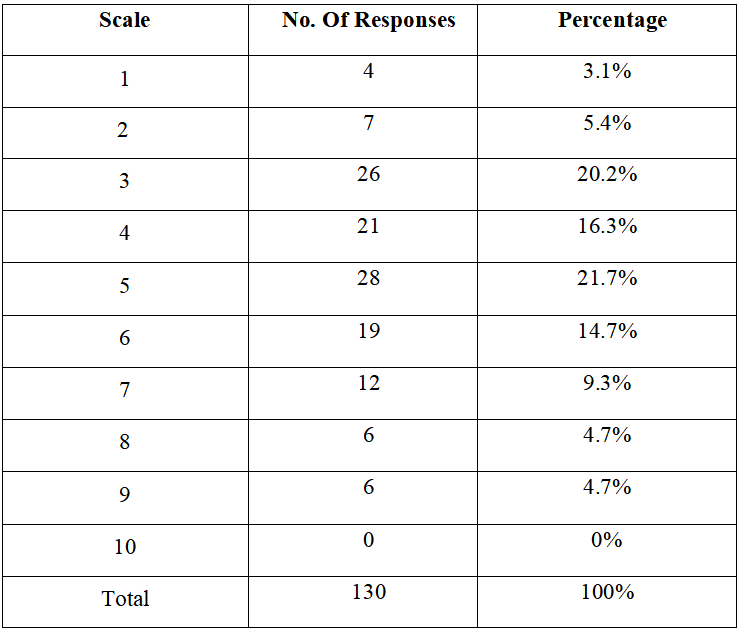 Scale No. Of Responses Percentage
1 4 3.1%
2 7 5.4%
3 26 20.2%
4 21 16.3%
5 28 21.7%
6 19 14.7%
7 12 9.3%
8 6 4.7%
9 6 4.7%
10 0 0%
Total 130 100%